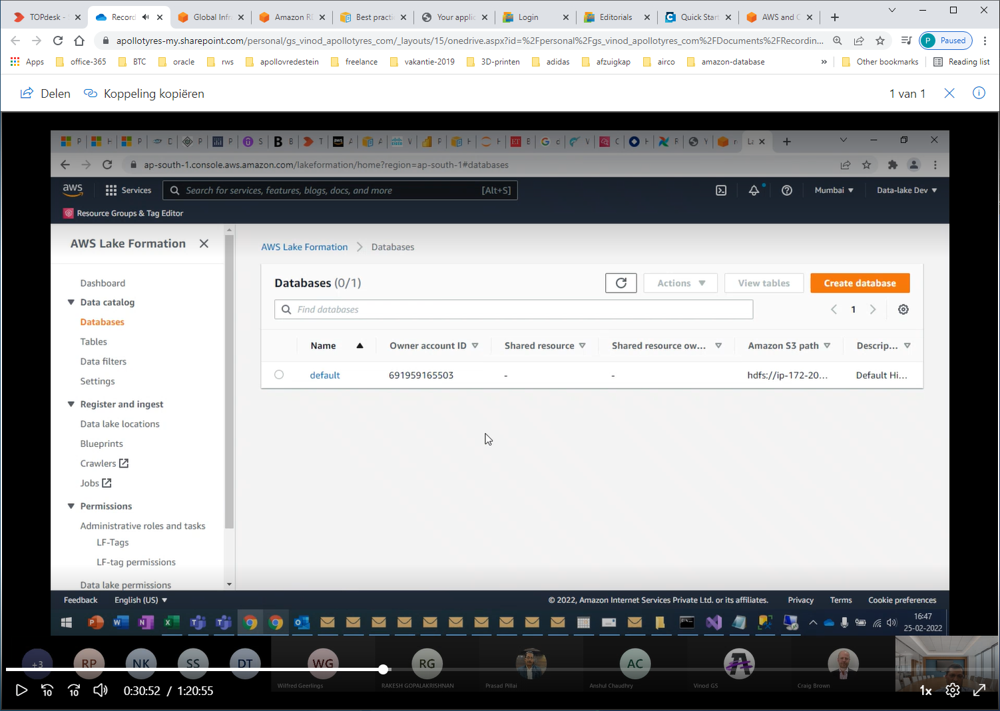 TOPdesk - Record Global Infra Amazon RD Best practi Your applic Login Editorials Quick Start AWS and C
apollotyres-my.sharepoint.com/personal/gs_vinod_apollotyres_com/_layouts/15/onedrive.aspx?id=%2Fpersonal%2Fgs_vinod_apollotyres_com%2FDocuments%2FRecordin... P Paused
Apps office-365 BTC oracle rws apollovredestein freelance vakantie-2019 3D-printen adidas afzuigkap airco amazon-database » Other bookmarks Reading list
Delen Koppeling kopiëren 1 van 1
ap-south-1.console.aws.amazon.com/lakeformation/home?region=ap-south-1#databases
aws Services Search for services, features, blogs, docs, and more [Alt+S] Mumbai Data-lake Dev
Resource Groups & Tag Editor
AWS Lake Formation
Dashboard
Data catalog
Databases
Tables
Data filters
Settings
Register and ingest
Data lake locations
Blueprints
Crawlers
Jobs
Permissions
Administrative roles and tasks
LF-Tags
LF-tag permissions
Data lake permissions
AWS Lake Formation > Databases
Databases (0/1) Actions View tables Create database
Find databases 1
Name Owner account ID Shared resource Shared resource ow... Amazon S3 path Descrip...
default 691959165503 - - hdfs://ip-172-20... Default Hi...
Feedback English (US) © 2022, Amazon Internet Services Private Ltd. or its affiliates. Privacy Terms Cookie preferences
16:47
25-02-2022
+3 RP NK SS DT WG RG AC
Wilfred Geerlings RAKESH GOPALAKRISHNAN Prasad Pillai Anshul Chaudhry Vinod GS Craig Brown
10 10 0:30:52 / 1:20:55 1x